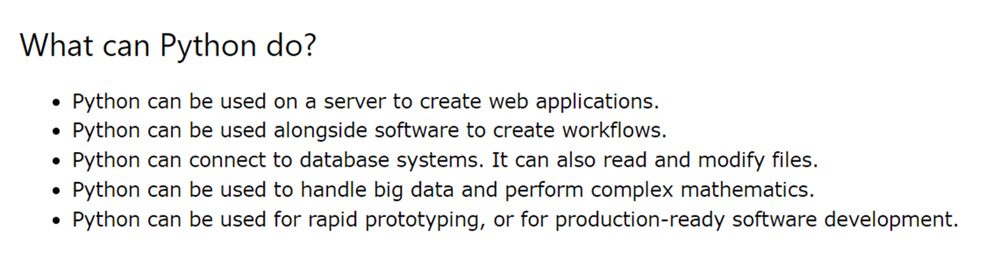 What can Python do?
• Python can be used on a server to create web applications.
• Python can be used alongside software to create workflows.
• Python can connect to database systems. It can also read and modify files.
• Python can be used to handle big data and perform complex mathematics.
• Python can be used for rapid prototyping, or for production-ready software development.